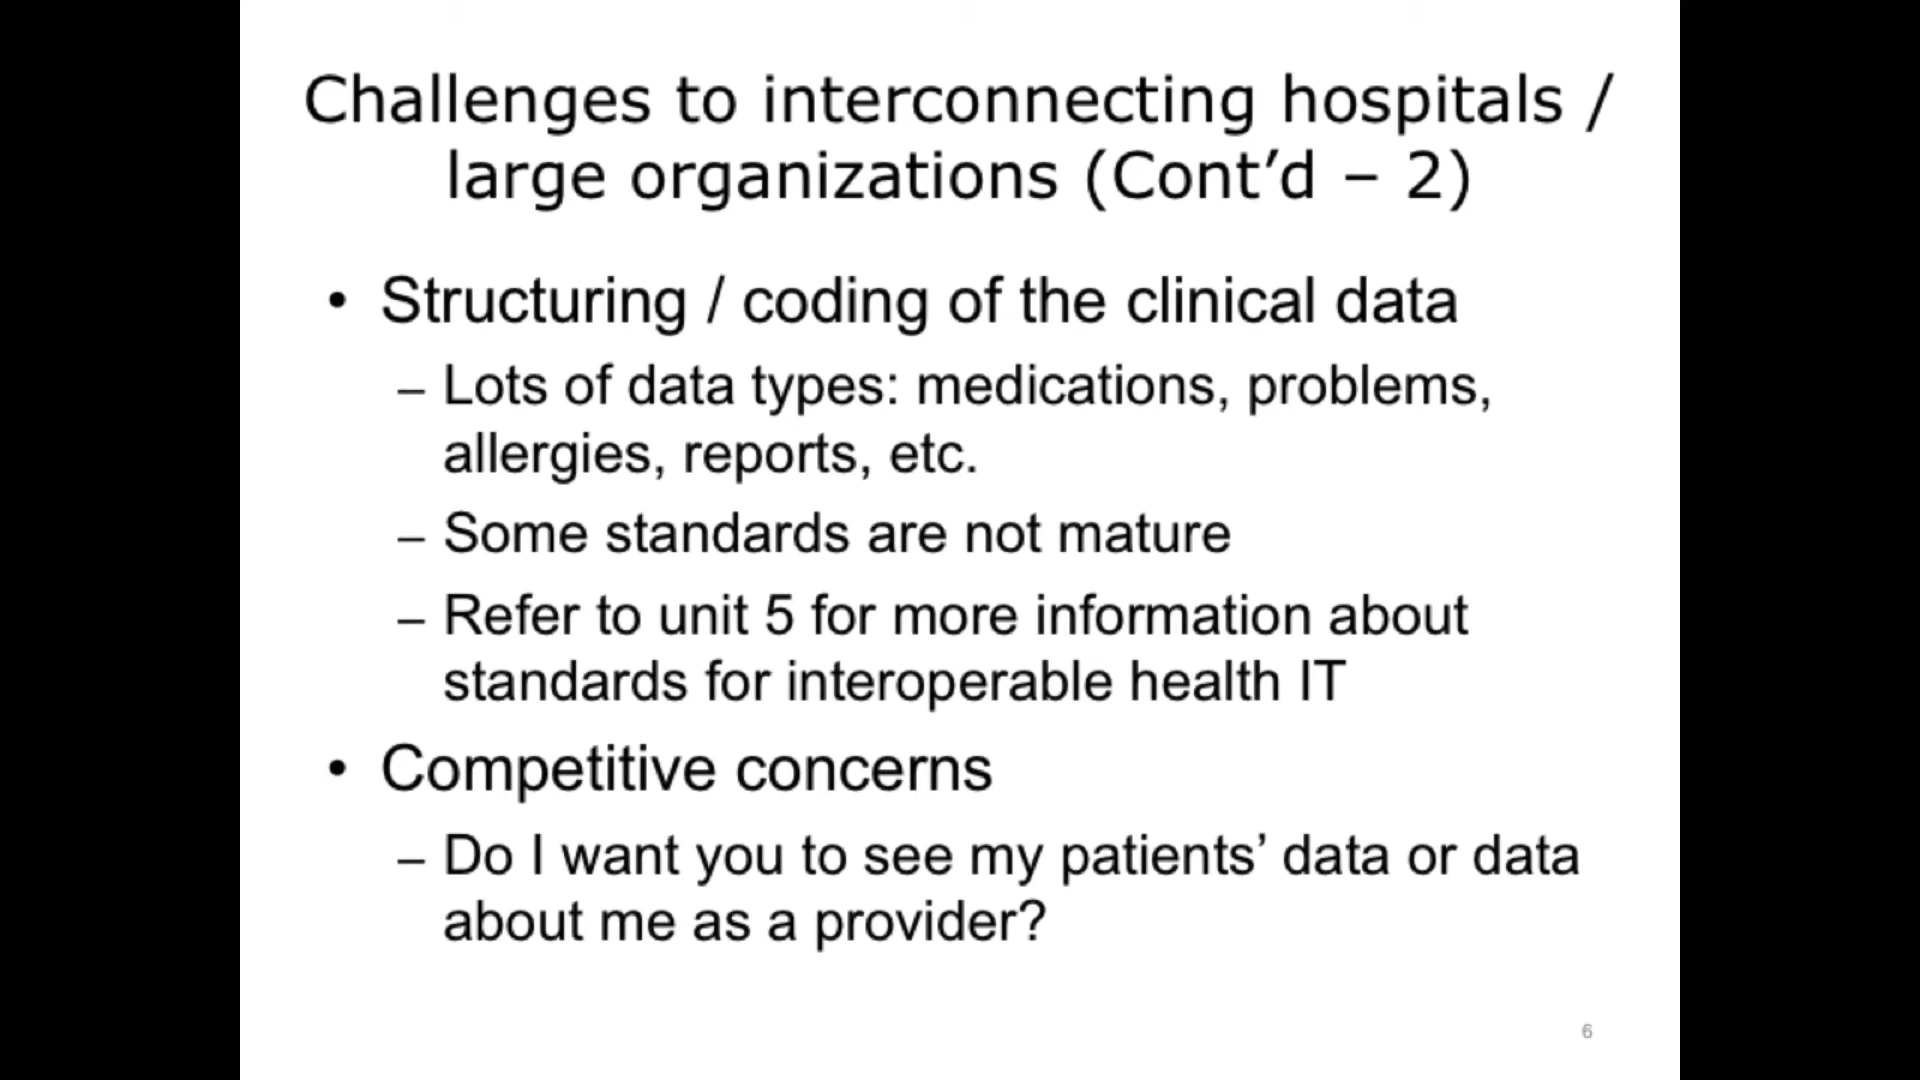 Challenges to interconnecting hospitals /
large organizations (Cont’d – 2)
• Structuring / coding of the clinical data
– Lots of data types: medications, problems,
allergies, reports, etc.
– Some standards are not mature
– Refer to unit 5 for more information about
standards for interoperable health IT
• Competitive concerns
– Do I want you to see my patients’ data or data
about me as a provider?
6